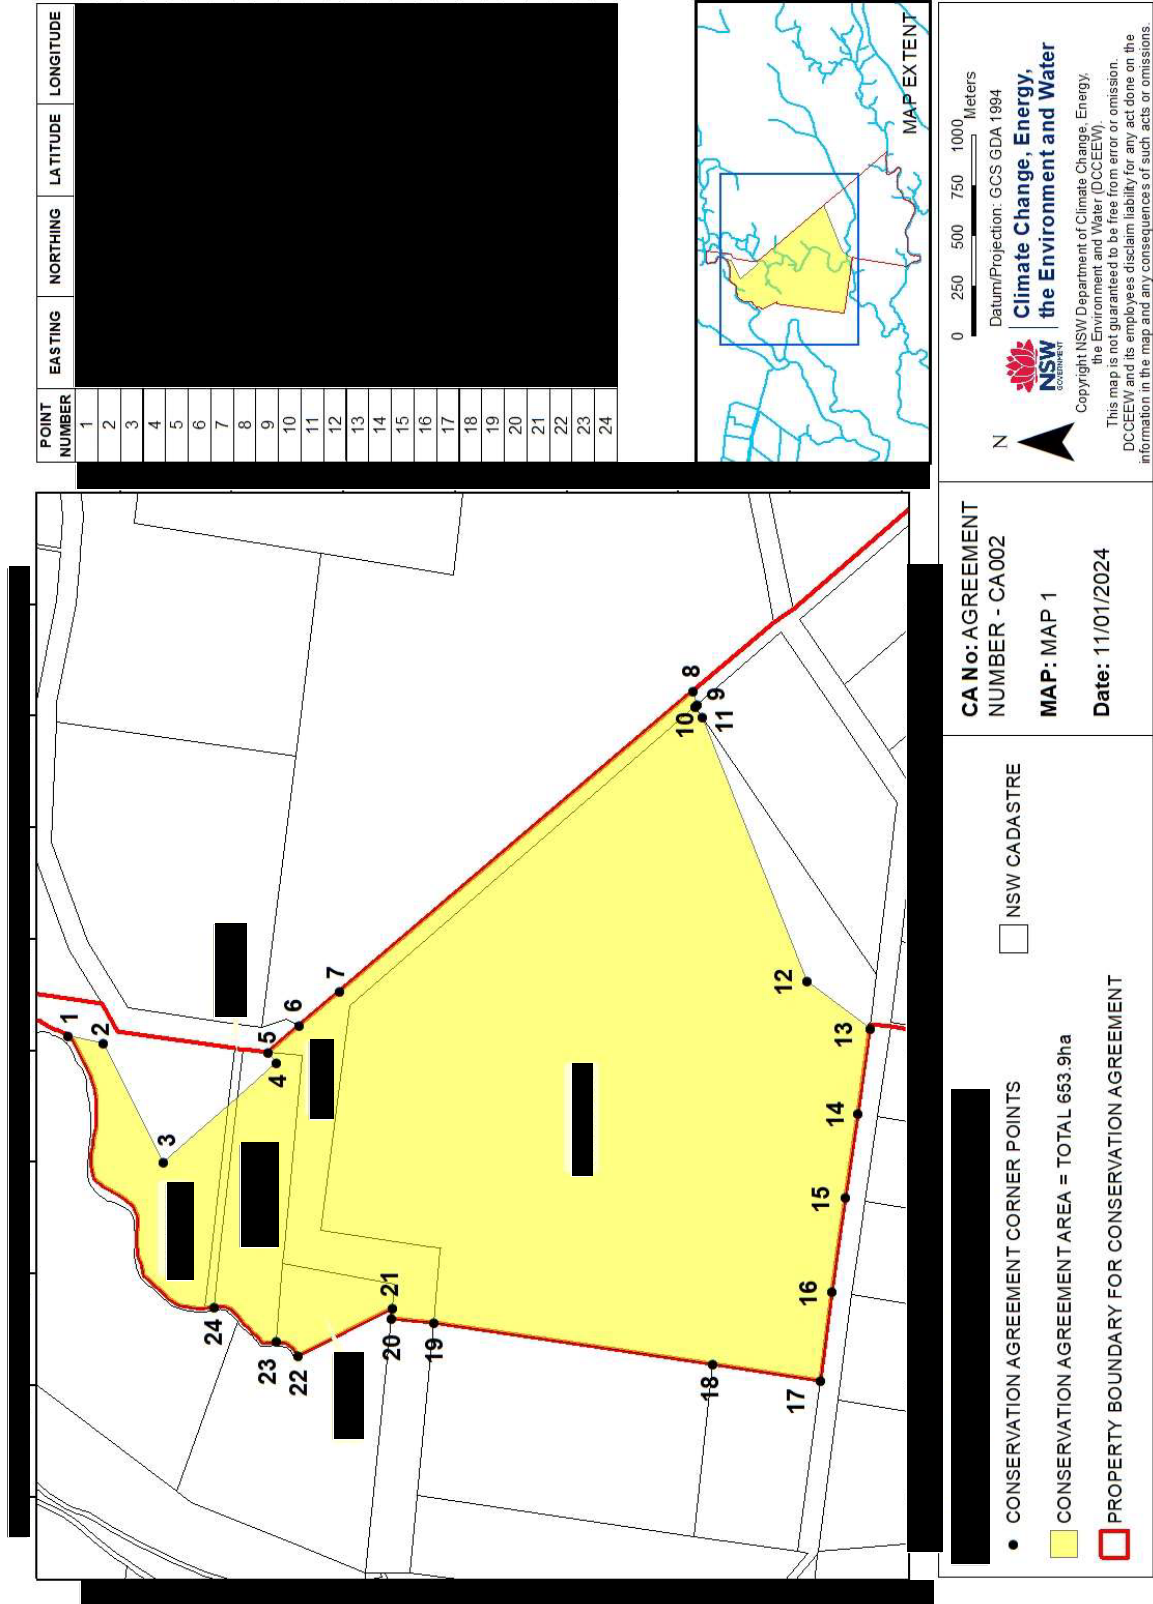 POINT
NUMBER
EASTING
NORTHING
LATITUDE
LONGITUDE
1
2
3
4
5
6
7
8
9
10
11
12
13
14
15
16
17
18
19
20
21
22
23
24
1
2
3
4
5
6
7
8
9
10
11
12
13
14
15
16
17
18
19
20
21
22
23
24
MAP EXTENT
CONSERVATION AGREEMENT CORNER POINTS
CONSERVATION AGREEMENT AREA = TOTAL 653.9ha
PROPERTY BOUNDARY FOR CONSERVATION AGREEMENT
NSW CADASTRE
CA No: AGREEMENT
NUMBER - CA002
MAP: MAP 1
Date: 11/01/2024
N
0 250 500 750 1000
Meters
Datum/Projection: GCS GDA 1994
NSW
GOVERNMENT
Climate Change, Energy,
the Environment and Water
Copyright NSW Department of Climate Change, Energy,
the Environment and Water (DCCEEW).
This map is not guaranteed to be free from error or omission.
DCCEEW and its employees disclaim liability for any act done on the
information in the map and any consequences of such acts or omissions.